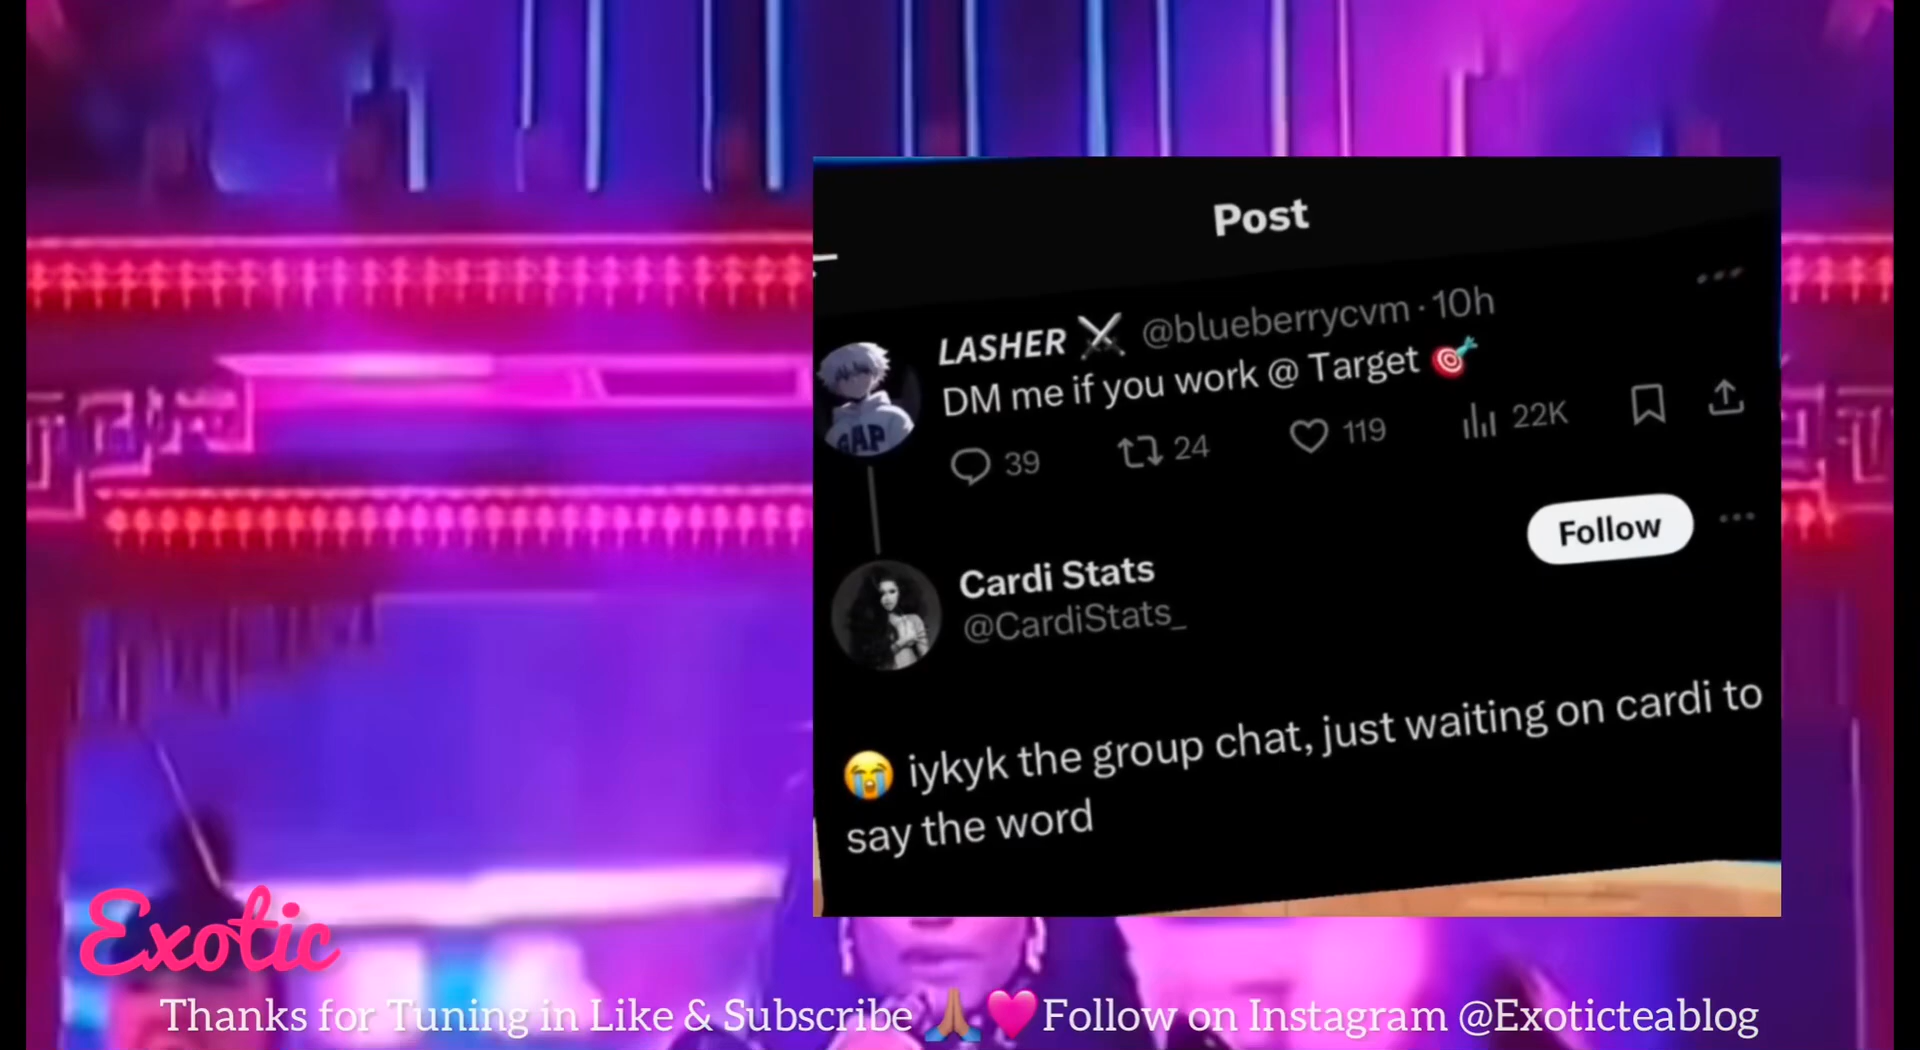 Post
LASHER ⚔️ @blueberrycvm · 10h
DM me if you work @ Target 🎯
39 24 119 22K
Follow
Cardi Stats
@CardiStats_
😭 iykyk the group chat, just waiting on cardi to
say the word
GAP
Exotic
Thanks for Tuning in Like & Subscribe 🙏🏽💗Follow on Instagram @Exoticteablog